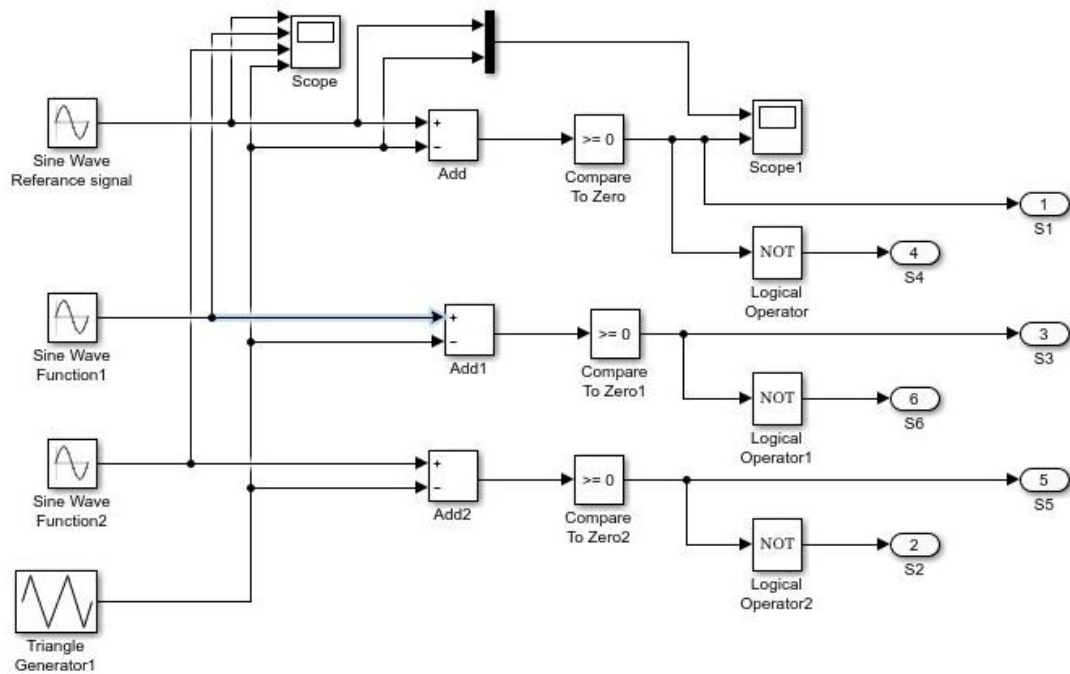 Scope
Sine Wave
Referance signal
+
−
Add
>= 0
Compare
To Zero
Scope1
1
S1
NOT
Logical
Operator
4
S4
Sine Wave
Function1
+
−
Add1
>= 0
Compare
To Zero1
3
S3
NOT
Logical
Operator1
6
S6
Sine Wave
Function2
+
−
Add2
>= 0
Compare
To Zero2
5
S5
NOT
Logical
Operator2
2
S2
Triangle
Generator1